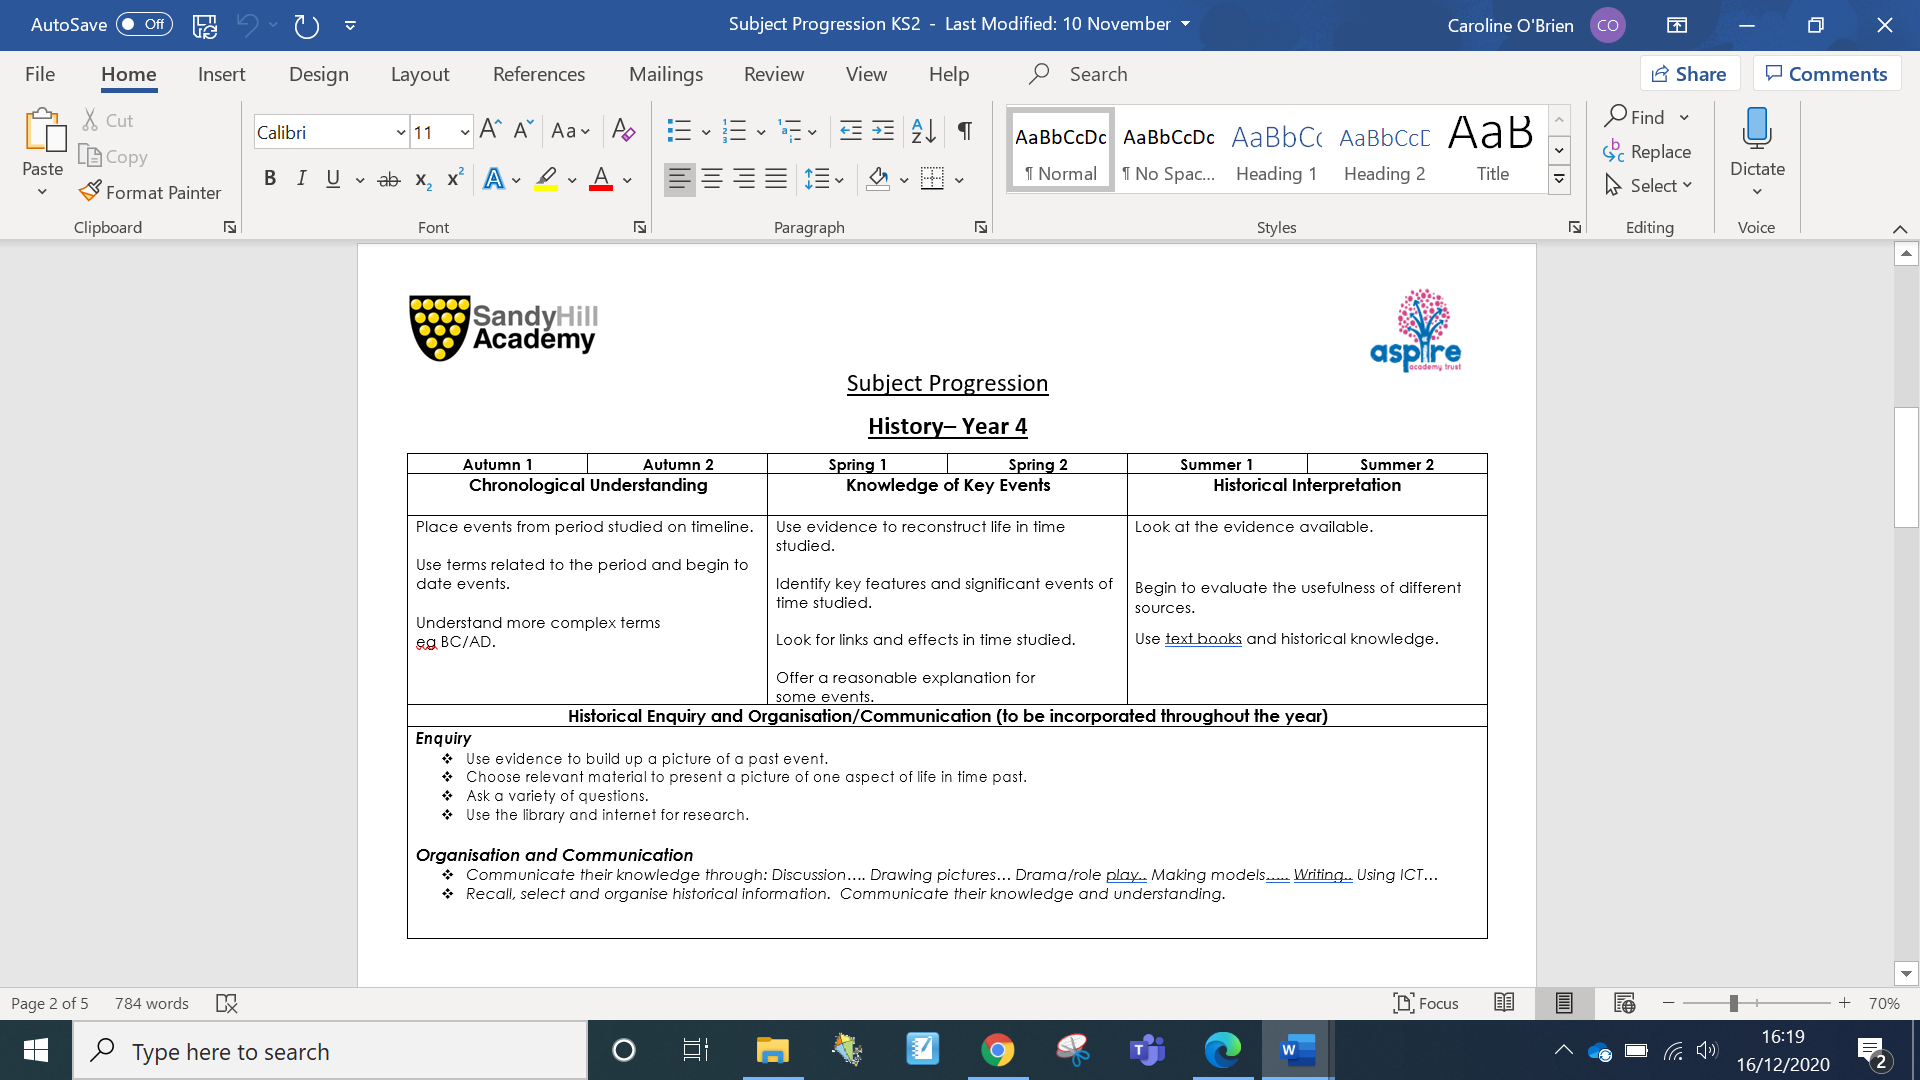 AutoSave Off Subject Progression KS2 - Last Modified: 10 November Caroline O'Brien CO
File Home Insert Design Layout References Mailings Review View Help Search Share Comments
Paste Cut Copy Format Painter
Clipboard
Calibri 11
Font
Paragraph
AaBbCcDc AaBbCcDc AaBbCc AaBbCcD AaB
¶ Normal ¶ No Spac... Heading 1 Heading 2 Title
Styles
Find
Replace
Select
Editing
Dictate
Voice
SandyHill
Academy
aspire
academy trust
Subject Progression
History– Year 4
Autumn 1 Autumn 2 Spring 1 Spring 2 Summer 1 Summer 2
Chronological Understanding Knowledge of Key Events Historical Interpretation
Place events from period studied on timeline.
Use terms related to the period and begin to
date events.
Understand more complex terms
eg BC/AD.
Use evidence to reconstruct life in time
studied.
Identify key features and significant events of
time studied.
Look for links and effects in time studied.
Offer a reasonable explanation for
some events.
Look at the evidence available.
Begin to evaluate the usefulness of different
sources.
Use text books and historical knowledge.
Historical Enquiry and Organisation/Communication (to be incorporated throughout the year)
Enquiry
❖ Use evidence to build up a picture of a past event.
❖ Choose relevant material to present a picture of one aspect of life in time past.
❖ Ask a variety of questions.
❖ Use the library and internet for research.
Organisation and Communication
❖ Communicate their knowledge through: Discussion…. Drawing pictures… Drama/role play.. Making models….. Writing.. Using ICT…
❖ Recall, select and organise historical information. Communicate their knowledge and understanding.
Page 2 of 5 784 words Focus 70%
Type here to search
16:19
16/12/2020
2